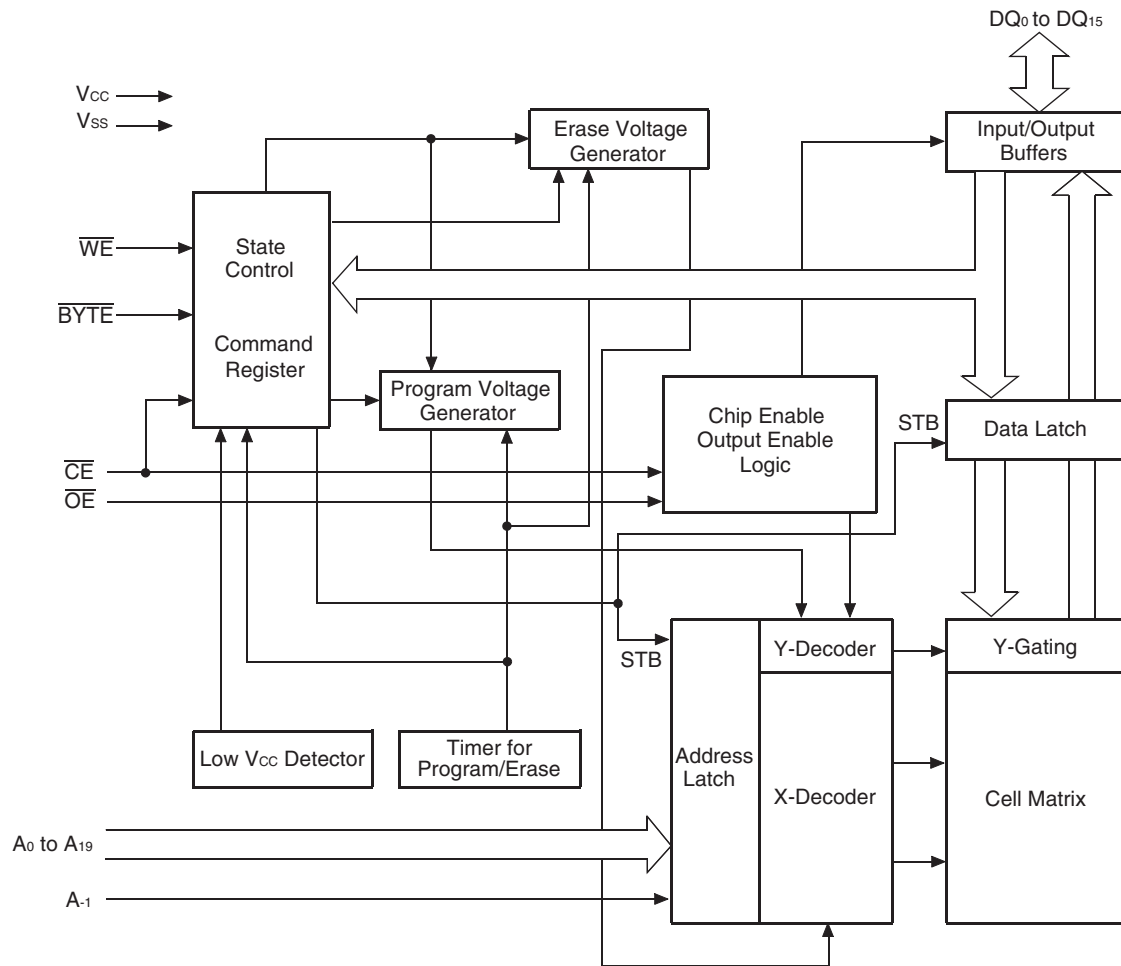 DQ0 to DQ15
VCC
VSS
Erase Voltage
Generator
Input/Output
Buffers
WE
State
Control
BYTE
Command
Register
Program Voltage
Generator
Chip Enable
Output Enable
Logic
STB
Data Latch
CE
OE
STB
Y-Decoder
Y-Gating
Low VCC Detector
Timer for
Program/Erase
Address
Latch
X-Decoder
Cell Matrix
A0 to A19
A-1